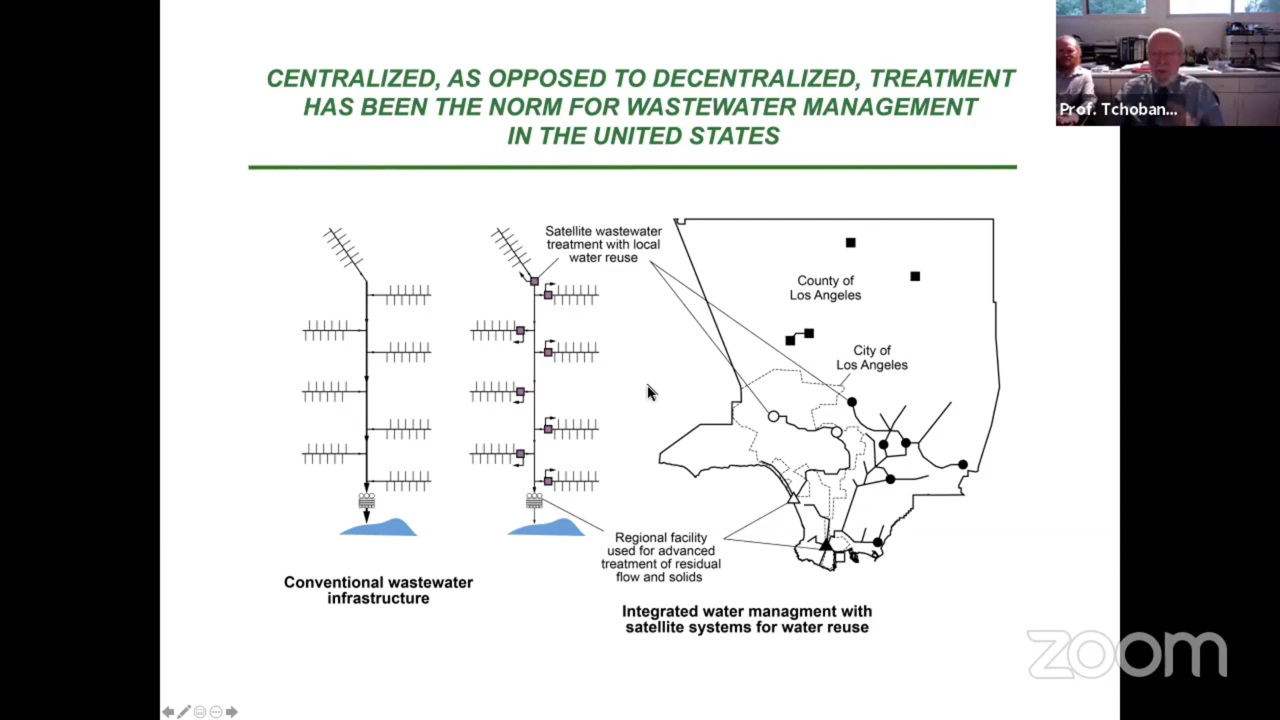 CENTRALIZED, AS OPPOSED TO DECENTRALIZED, TREATMENT
HAS BEEN THE NORM FOR WASTEWATER MANAGEMENT
IN THE UNITED STATES
Prof. Tchoban...
Satellite wastewater
treatment with local
water reuse
County of
Los Angeles
City of
Los Angeles
Regional facility
used for advanced
treatment of residual
flow and solids
Conventional wastewater
infrastructure
Integrated water managment with
satellite systems for water reuse
zoom